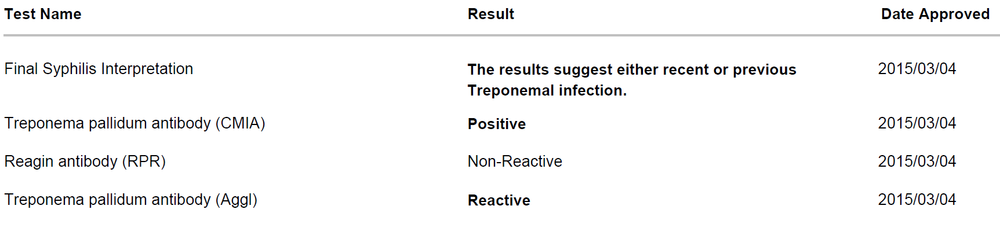 Test Name Result Date Approved
Final Syphilis Interpretation The results suggest either recent or previous 2015/03/04
Treponemal infection.
Treponema pallidum antibody (CMIA) Positive 2015/03/04
Reagin antibody (RPR) Non-Reactive 2015/03/04
Treponema pallidum antibody (Aggl) Reactive 2015/03/04